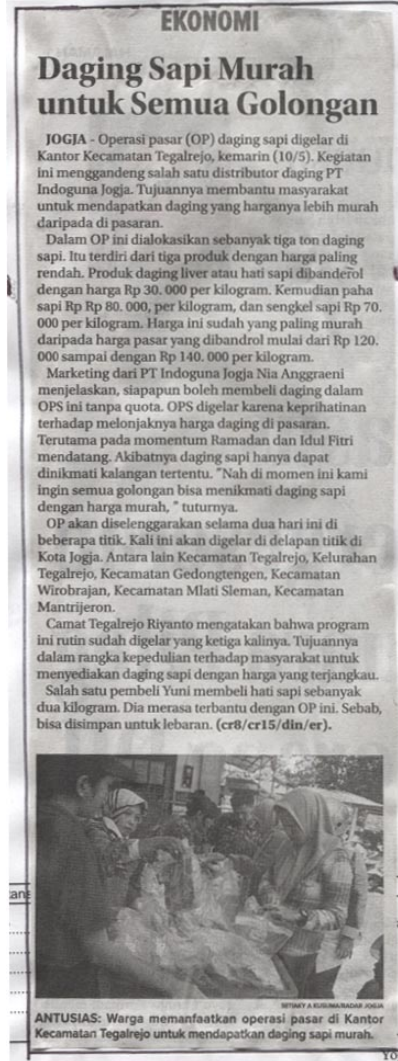 EKONOMI
Daging Sapi Murah
untuk Semua Golongan
JOGJA - Operasi pasar (OP) daging sapi digelar di
Kantor Kecamatan Tegalrejo, kemarin (10/5). Kegiatan
ini menggandeng salah satu distributor daging PT
Indoguna Jogja. Tujuannya membantu masyarakat
untuk mendapatkan daging yang harganya lebih murah
daripada di pasaran.
Dalam OP ini dialokasikan sebanyak tiga ton daging
sapi. Itu terdiri dari tiga produk dengan harga paling
rendah. Produk daging liver atau hati sapi dibanderol
dengan harga Rp 30. 000 per kilogram. Kemudian paha
sapi Rp Rp 80. 000, per kilogram, dan sengkel sapi Rp 70.
000 per kilogram. Harga ini sudah yang paling murah
daripada harga pasar yang dibandrol mulai dari Rp 120.
000 sampai dengan Rp 140. 000 per kilogram.
Marketing dari PT Indoguna Jogja Nia Anggraeni
menjelaskan, siapapun boleh membeli daging dalam
OPS ini tanpa quota. OPS digelar karena keprihatinan
terhadap melonjaknya harga daging di pasaran.
Terutama pada momentum Ramadan dan Idul Fitri
mendatang. Akibatnya daging sapi hanya dapat
dinikmati kalangan tertentu. "Nah di momen ini kami
ingin semua golongan bisa menikmati daging sapi
dengan harga murah, " tuturnya.
OP akan diselenggarakan selama dua hari ini di
beberapa titik. Kali ini akan digelar di delapan titik di
Kota Jogja. Antara lain Kecamatan Tegalrejo, Kelurahan
Tegalrejo, Kecamatan Gedongtengen, Kecamatan
Wirobrajan, Kecamatan Mlati Sleman, Kecamatan
Mantrijeron.
Camat Tegalrejo Riyanto mengatakan bahwa program
ini rutin sudah digelar yang ketiga kalinya. Tujuannya
dalam rangka kepedulian terhadap masyarakat untuk
menyediakan daging sapi dengan harga yang terjangkau.
Salah satu pembeli Yuni membeli hati sapi sebanyak
dua kilogram. Dia merasa terbantu dengan OP ini. Sebab,
bisa disimpan untuk lebaran. (cr8/cr15/din/er).
SETIAKY A KUSUMA/RADAR JOGJA
ANTUSIAS: Warga memanfaatkan operasi pasar di Kantor
Kecamatan Tegalrejo untuk mendapatkan daging sapi murah.